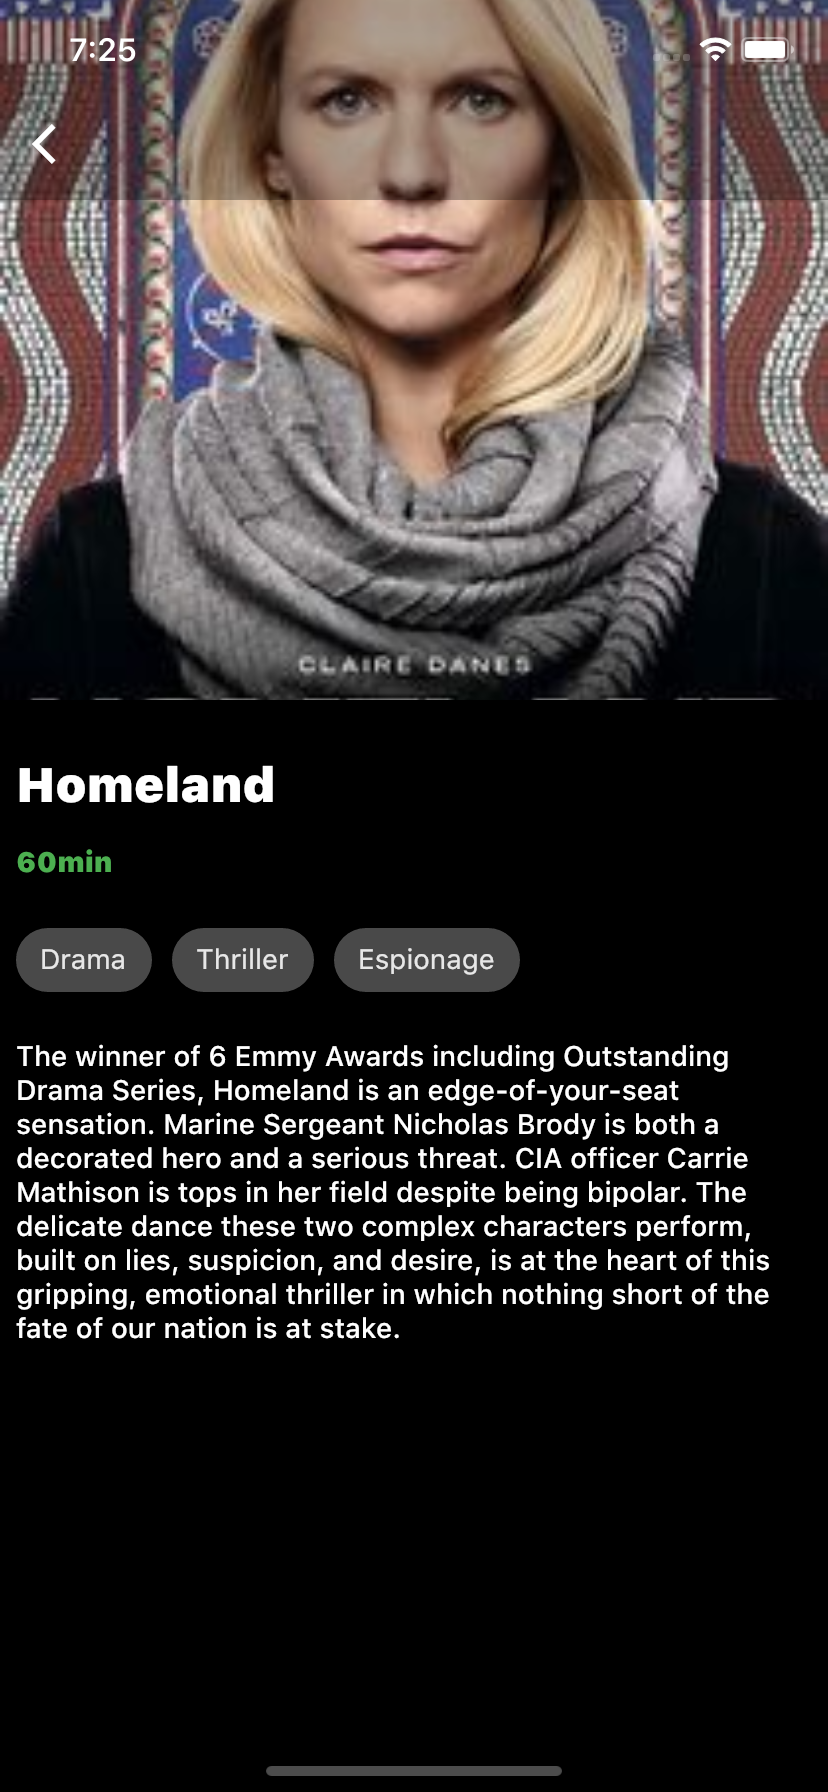 7:25
CLAIRE DANES
Homeland
60min
Drama Thriller Espionage
The winner of 6 Emmy Awards including Outstanding
Drama Series, Homeland is an edge-of-your-seat
sensation. Marine Sergeant Nicholas Brody is both a
decorated hero and a serious threat. CIA officer Carrie
Mathison is tops in her field despite being bipolar. The
delicate dance these two complex characters perform,
built on lies, suspicion, and desire, is at the heart of this
gripping, emotional thriller in which nothing short of the
fate of our nation is at stake.